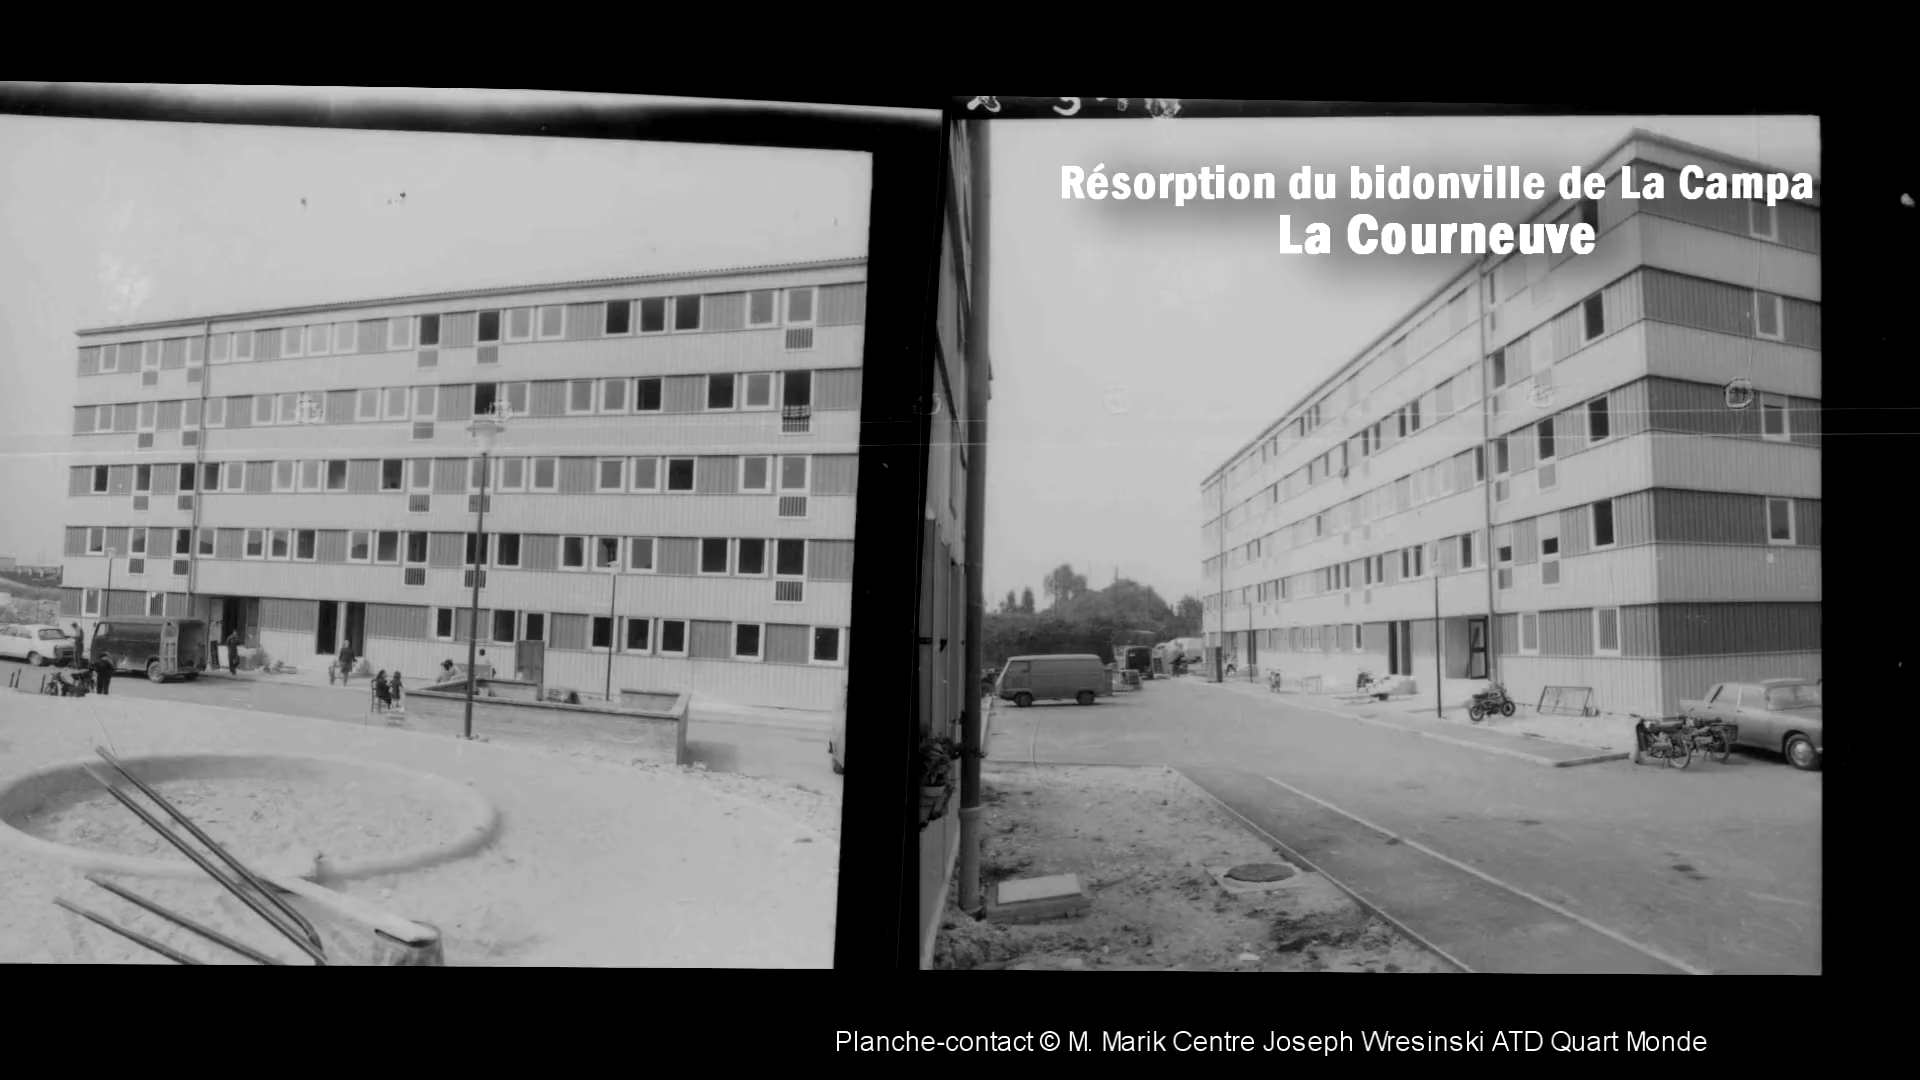 Résorption du bidonville de La Campa
La Courneuve
Planche-contact © M. Marik Centre Joseph Wresinski ATD Quart Monde